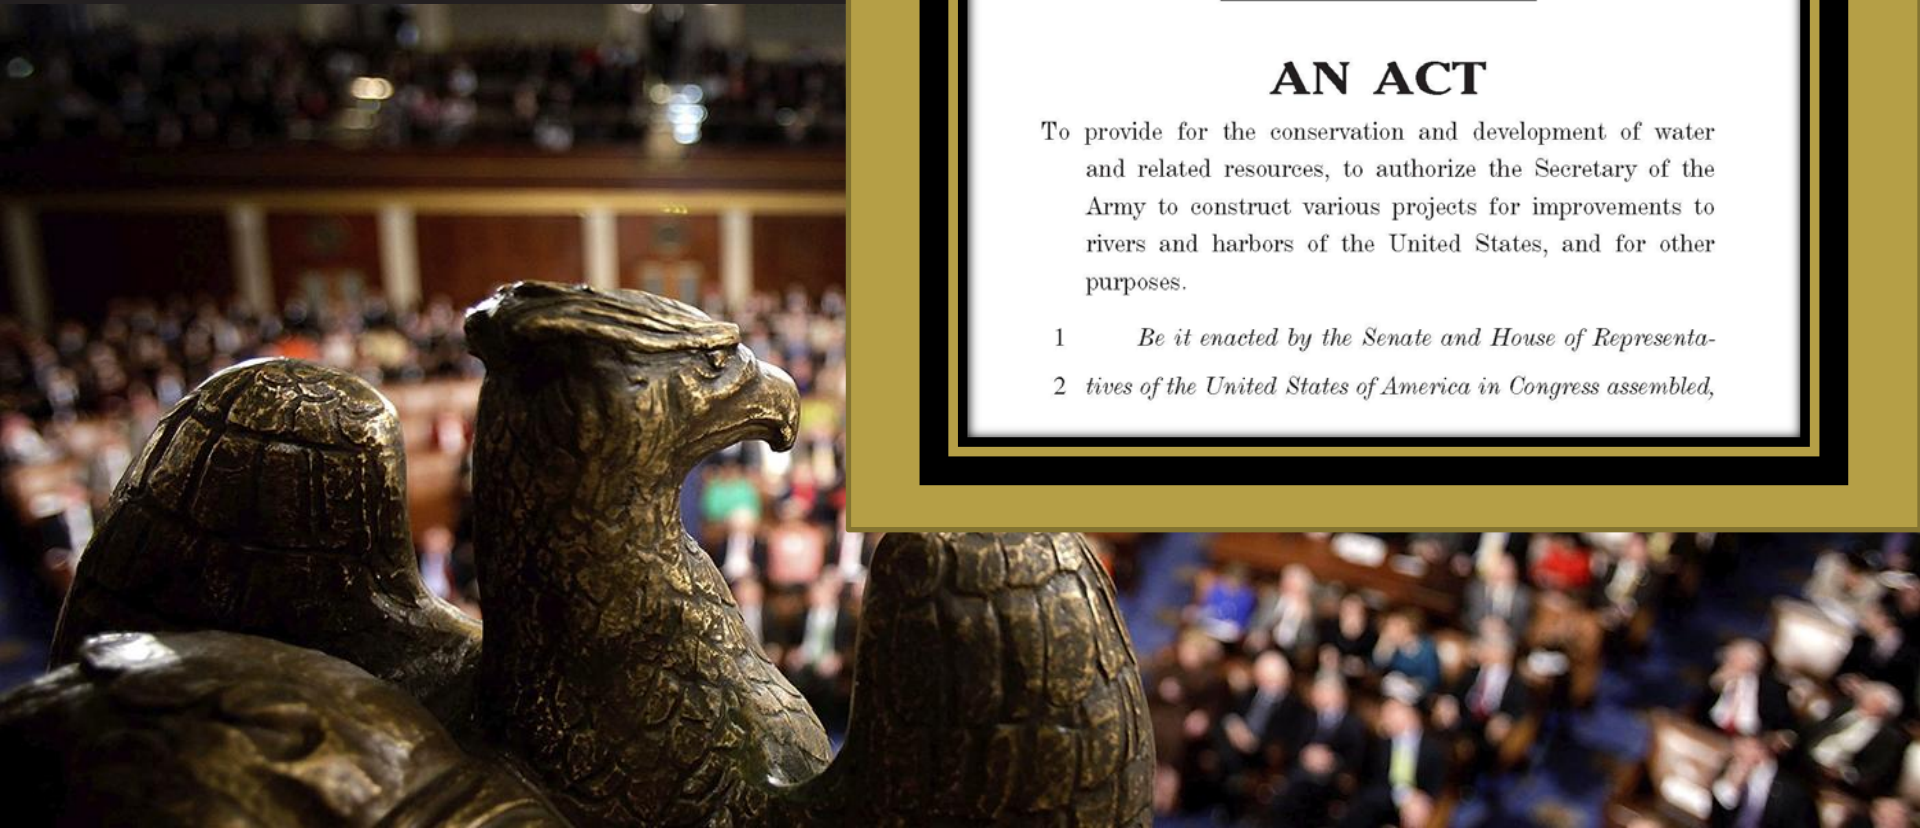 AN ACT
To provide for the conservation and development of water
and related resources, to authorize the Secretary of the
Army to construct various projects for improvements to
rivers and harbors of the United States, and for other
purposes.
1 Be it enacted by the Senate and House of Representa-
2 tives of the United States of America in Congress assembled,